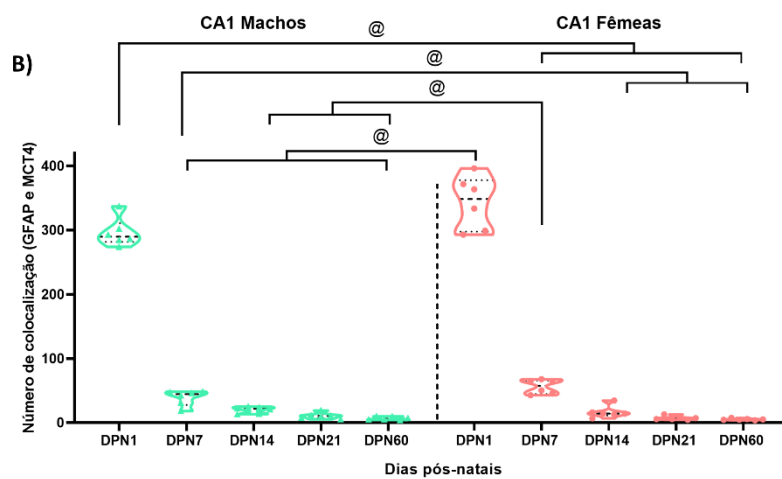 CA1 Machos
CA1 Fêmeas
B)
@
@
@
@
Número de colocalização (GFAP e MCT4)
400
300
200
100
0
DPN1 DPN7 DPN14 DPN21 DPN60 DPN1 DPN7 DPN14 DPN21 DPN60
Dias pós-natais